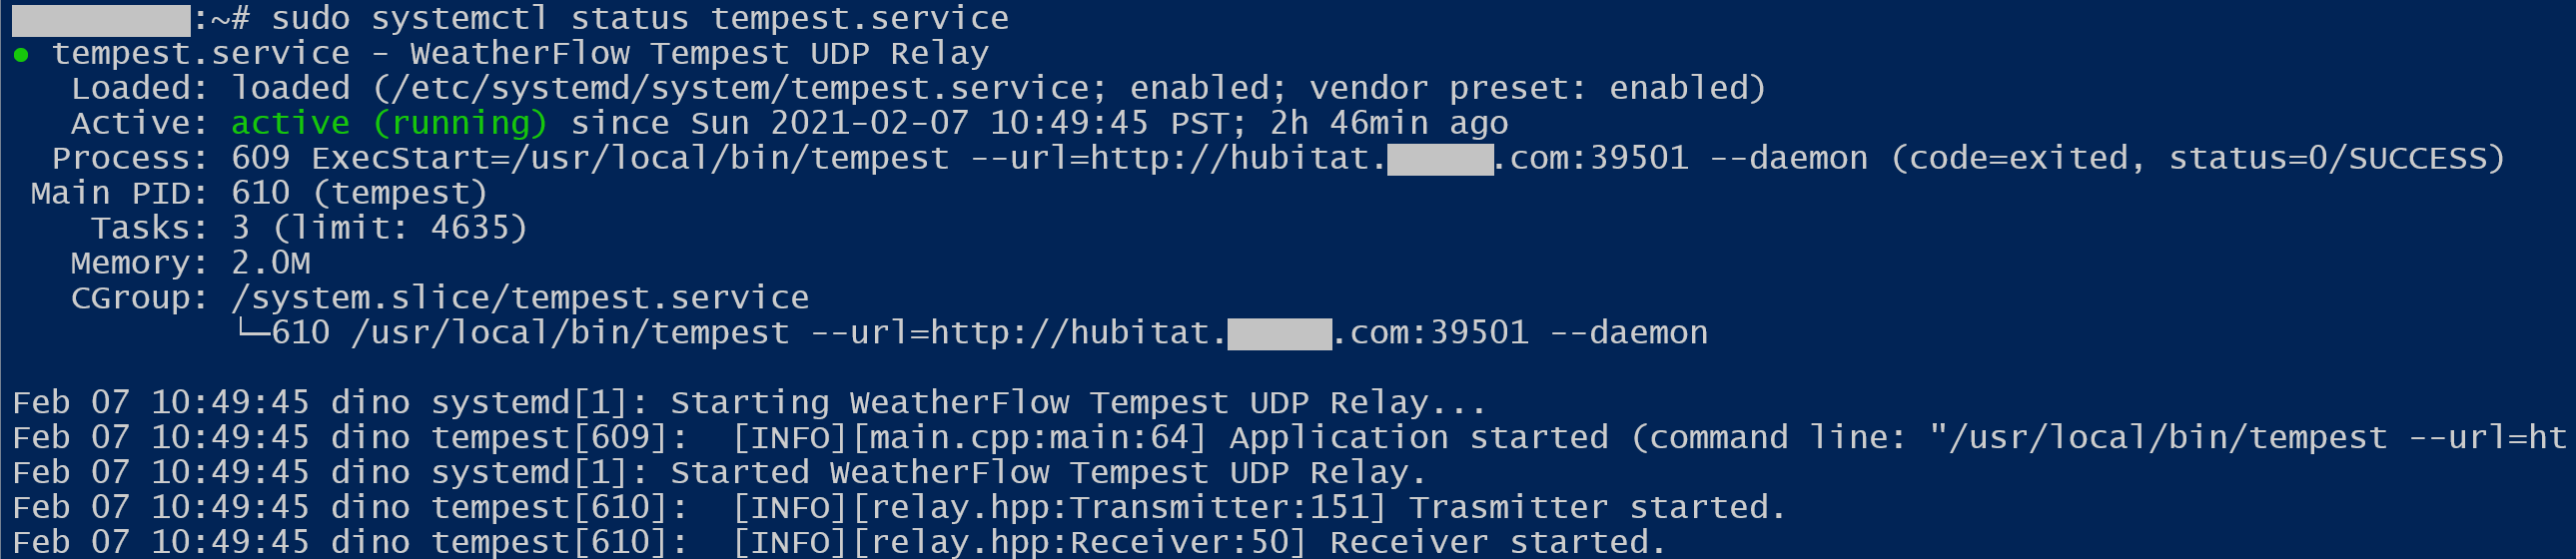 :~# sudo systemctl status tempest.service
● tempest.service - WeatherFlow Tempest UDP Relay
Loaded: loaded (/etc/systemd/system/tempest.service; enabled; vendor preset: enabled)
Active: active (running) since Sun 2021-02-07 10:49:45 PST; 2h 46min ago
Process: 609 ExecStart=/usr/local/bin/tempest --url=http://hubitat. .com:39501 --daemon (code=exited, status=0/SUCCESS)
Main PID: 610 (tempest)
Tasks: 3 (limit: 4635)
Memory: 2.0M
CGroup: /system.slice/tempest.service
└─610 /usr/local/bin/tempest --url=http://hubitat. .com:39501 --daemon
Feb 07 10:49:45 dino systemd[1]: Starting WeatherFlow Tempest UDP Relay...
Feb 07 10:49:45 dino tempest[609]:  [INFO][main.cpp:main:64] Application started (command line: "/usr/local/bin/tempest --url=ht
Feb 07 10:49:45 dino systemd[1]: Started WeatherFlow Tempest UDP Relay.
Feb 07 10:49:45 dino tempest[610]:  [INFO][relay.hpp:Transmitter:151] Trasmitter started.
Feb 07 10:49:45 dino tempest[610]:  [INFO][relay.hpp:Receiver:50] Receiver started.